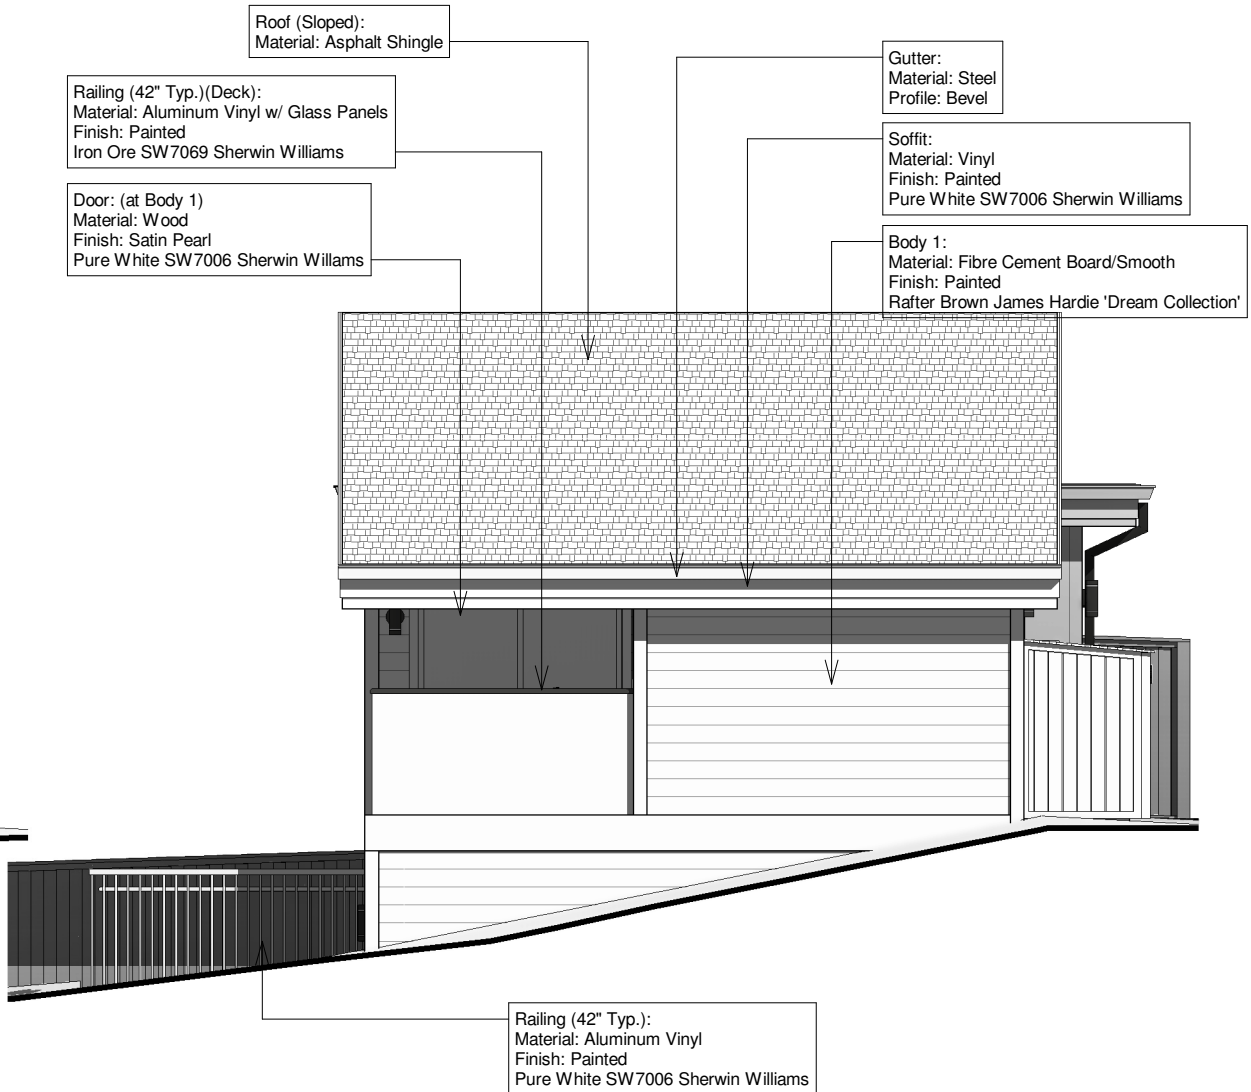 Roof (Sloped):
Material: Asphalt Shingle
Railing (42" Typ.)(Deck):
Material: Aluminum Vinyl w/ Glass Panels
Finish: Painted
Iron Ore SW7069 Sherwin Williams
Door: (at Body 1)
Material: Wood
Finish: Satin Pearl
Pure White SW7006 Sherwin Willams
Gutter:
Material: Steel
Profile: Bevel
Soffit:
Material: Vinyl
Finish: Painted
Pure White SW7006 Sherwin Williams
Body 1:
Material: Fibre Cement Board/Smooth
Finish: Painted
Rafter Brown James Hardie 'Dream Collection'
Railing (42" Typ.):
Material: Aluminum Vinyl
Finish: Painted
Pure White SW7006 Sherwin Williams